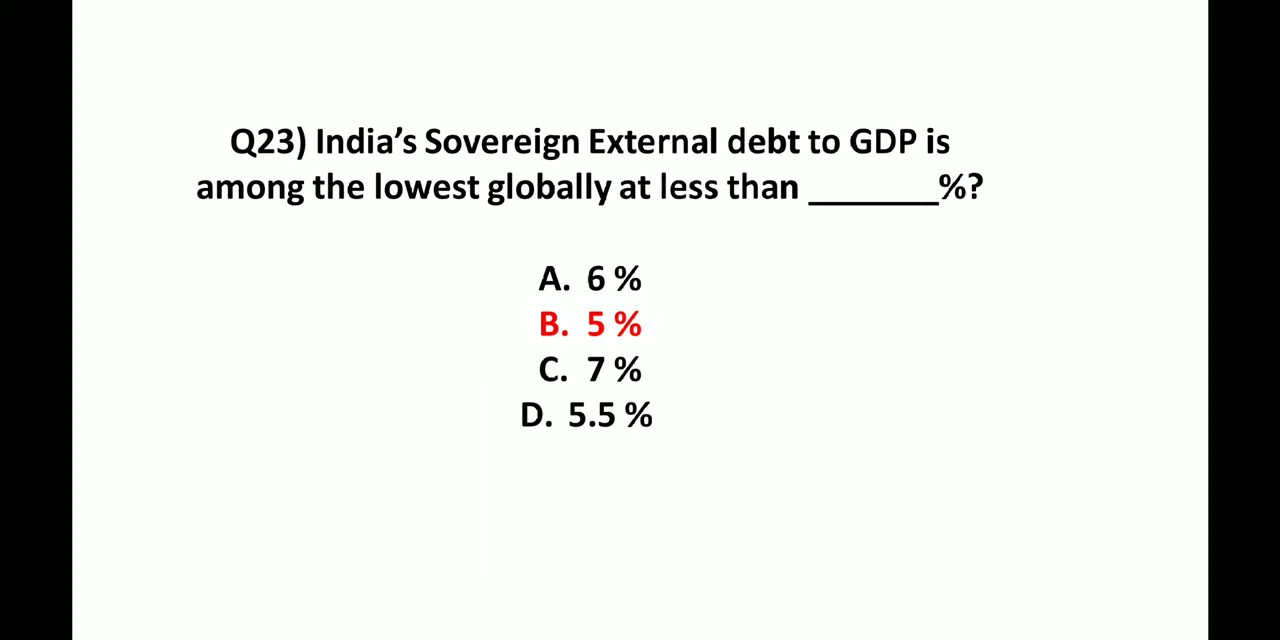 Q23) India’s Sovereign External debt to GDP is
among the lowest globally at less than _______%?
A. 6 %
B. 5 %
C. 7 %
D. 5.5 %